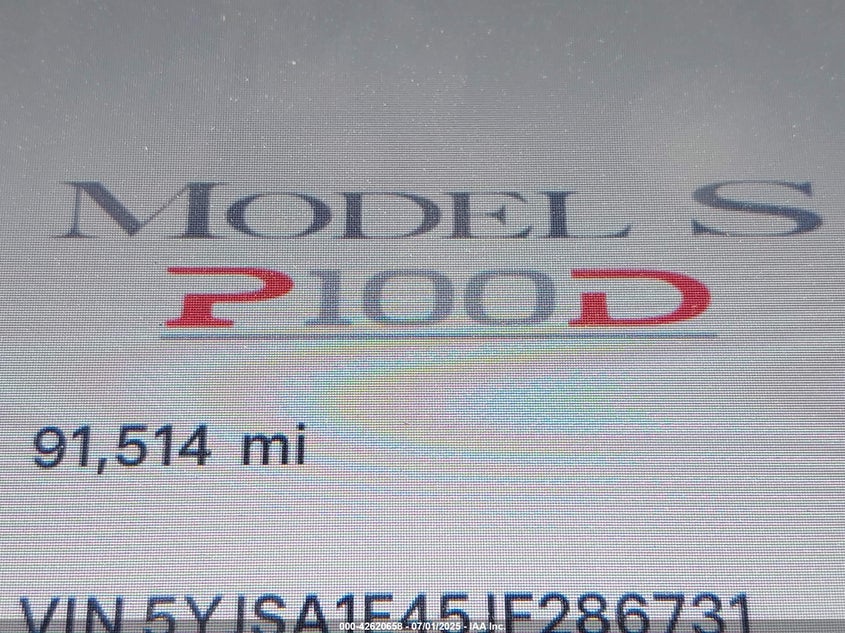 MODEL S
P100D
91,514 mi
VIN 5YJSA1E45JF286731
000-42620658 - 07/01/2025 - IAA Inc.